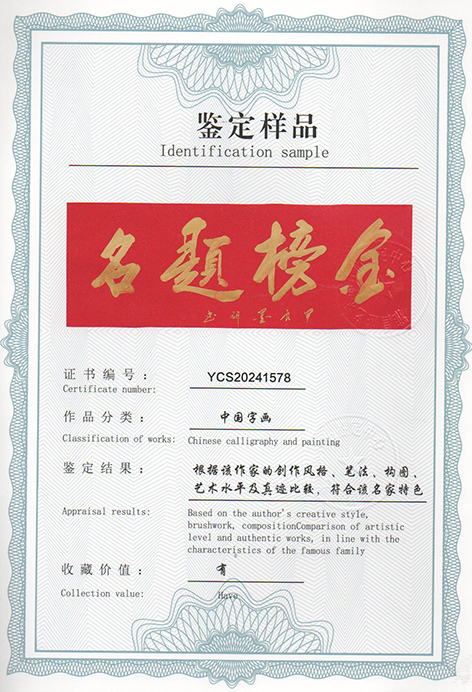 鉴定样品
Identification sample
名题榜金
证书编号：
YCS20241578
Certificate number:
作品分类：
中国字画
Classification of works:
Chinese calligraphy and painting
鉴定结果：
根据该作家的创作风格、笔法、构图、
艺术水平及真迹比较，符合该名家特色
Appraisal results:
Based on the author's creative style,
brushwork, compositionComparison of artistic
level and authentic works, in line with the
characteristics of the famous family
收藏价值：
有
Collection value:
Have